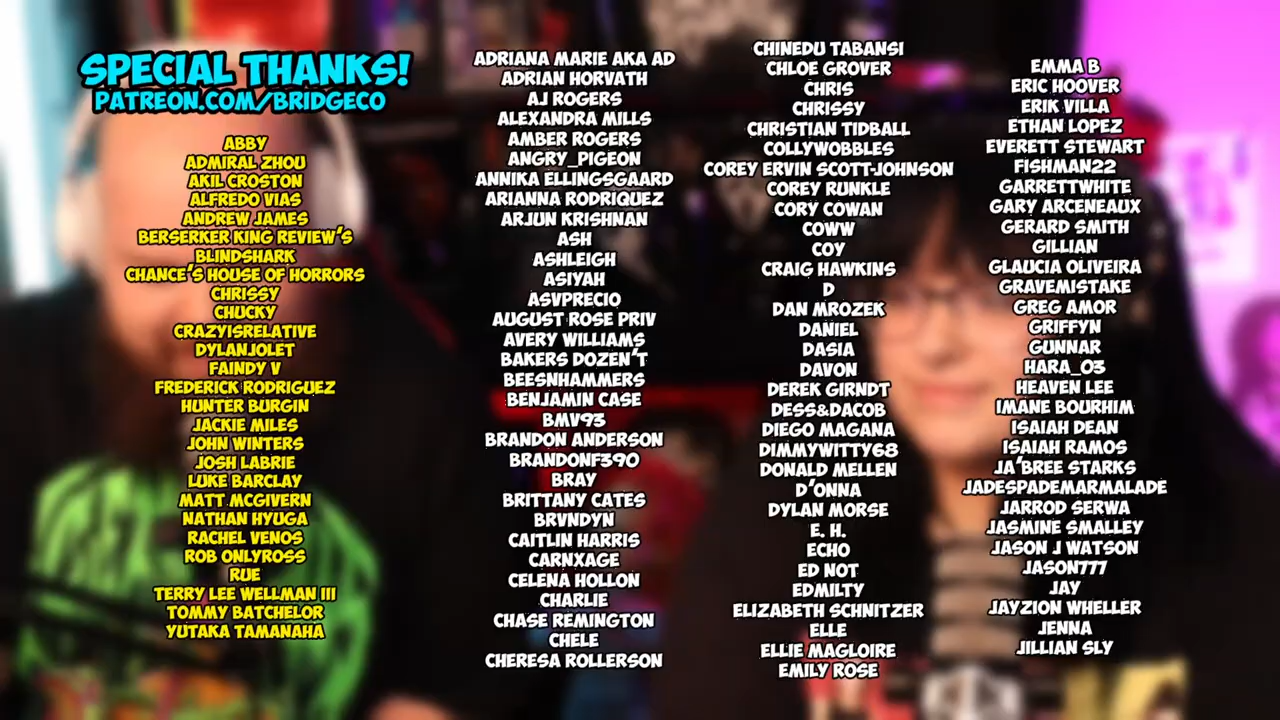 SPECIAL THANKS!
PATREON.COM/BRIDGECO
ABBY
ADMIRAL ZHOU
AKIL CROSTON
ALFREDO VIAS
ANDREW JAMES
BERSERKER KING REVIEW'S
BLINDSHARK
CHANCE'S HOUSE OF HORRORS
CHRISSY
CHUCKY
CRAZYISRELATIVE
DYLANJOLET
FAINDY V
FREDERICK RODRIGUEZ
HUNTER BURGIN
JACKIE MILES
JOHN WINTERS
JOSH LABRIE
LUKE BARCLAY
MATT MCGIVERN
NATHAN HYUGA
RACHEL VENOS
ROB ONLYROSS
RUE
TERRY LEE WELLMAN III
TOMMY BATCHELOR
YUTAKA TAMANAHA
ADRIANA MARIE AKA AD
ADRIAN HORVATH
AJ ROGERS
ALEXANDRA MILLS
AMBER ROGERS
ANGRY_PIGEON
ANNIKA ELLINGSGAARD
ARIANNA RODRIQUEZ
ARJUN KRISHNAN
ASH
ASHLEIGH
ASIYAH
ASVPRECIO
AUGUST ROSE PRIV
AVERY WILLIAMS
BAKERS DOZEN'T
BEESNHAMMERS
BENJAMIN CASE
BMV93
BRANDON ANDERSON
BRANDONF390
BRAY
BRITTANY CATES
BRVNDYN
CAITLIN HARRIS
CARNXAGE
CELENA HOLLON
CHARLIE
CHASE REMINGTON
CHELE
CHERESA ROLLERSON
CHINEDU TABANSI
CHLOE GROVER
CHRIS
CHRISSY
CHRISTIAN TIDBALL
COLLYWOBBLES
COREY ERVIN SCOTT-JOHNSON
COREY RUNKLE
CORY COWAN
COWW
COY
CRAIG HAWKINS
D
DAN MROZEK
DANIEL
DASIA
DAVON
DEREK GIRNDT
DESS&DACOB
DIEGO MAGANA
DIMMYWITTY68
DONALD MELLEN
D'ONNA
DYLAN MORSE
E. H.
ECHO
ED NOT
EDMILTY
ELIZABETH SCHNITZER
ELLE
ELLIE MAGLOIRE
EMILY ROSE
EMMA B
ERIC HOOVER
ERIK VILLA
ETHAN LOPEZ
EVERETT STEWART
FISHMAN22
GARRETTWHITE
GARY ARCENEAUX
GERARD SMITH
GILLIAN
GLAUCIA OLIVEIRA
GRAVEMISTAKE
GREG AMOR
GRIFFYN
GUNNAR
HARA_03
HEAVEN LEE
IMANE BOURHIM
ISAIAH DEAN
ISAIAH RAMOS
JA'BREE STARKS
JADESPADEMARMALADE
JARROD SERWA
JASMINE SMALLEY
JASON J WATSON
JASON777
JAY
JAYZION WHELLER
JENNA
JILLIAN SLY